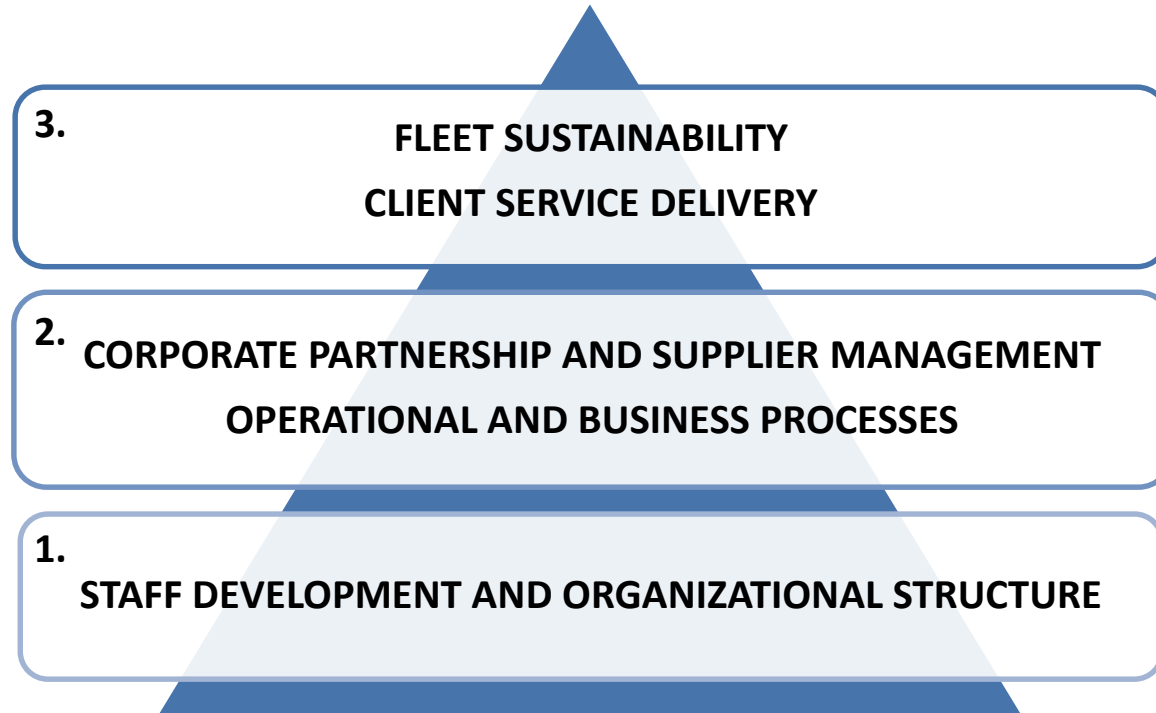 3.
FLEET SUSTAINABILITY
CLIENT SERVICE DELIVERY
2.
CORPORATE PARTNERSHIP AND SUPPLIER MANAGEMENT
OPERATIONAL AND BUSINESS PROCESSES
1.
STAFF DEVELOPMENT AND ORGANIZATIONAL STRUCTURE